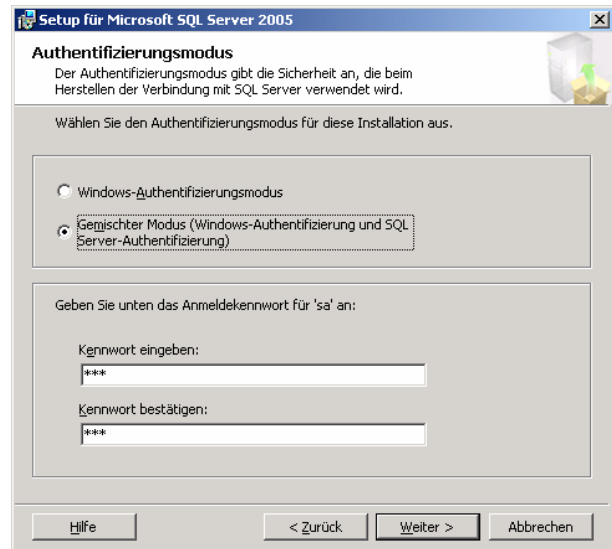 Setup für Microsoft SQL Server 2005
Authentifizierungsmodus
Der Authentifizierungsmodus gibt die Sicherheit an, die beim
Herstellen der Verbindung mit SQL Server verwendet wird.
Wählen Sie den Authentifizierungsmodus für diese Installation aus.
Windows-Authentifizierungsmodus
Gemischter Modus (Windows-Authentifizierung und SQL
Server-Authentifizierung)
Geben Sie unten das Anmeldekennwort für 'sa' an:
Kennwort eingeben:
***
Kennwort bestätigen:
***
Hilfe
< Zurück
Weiter >
Abbrechen